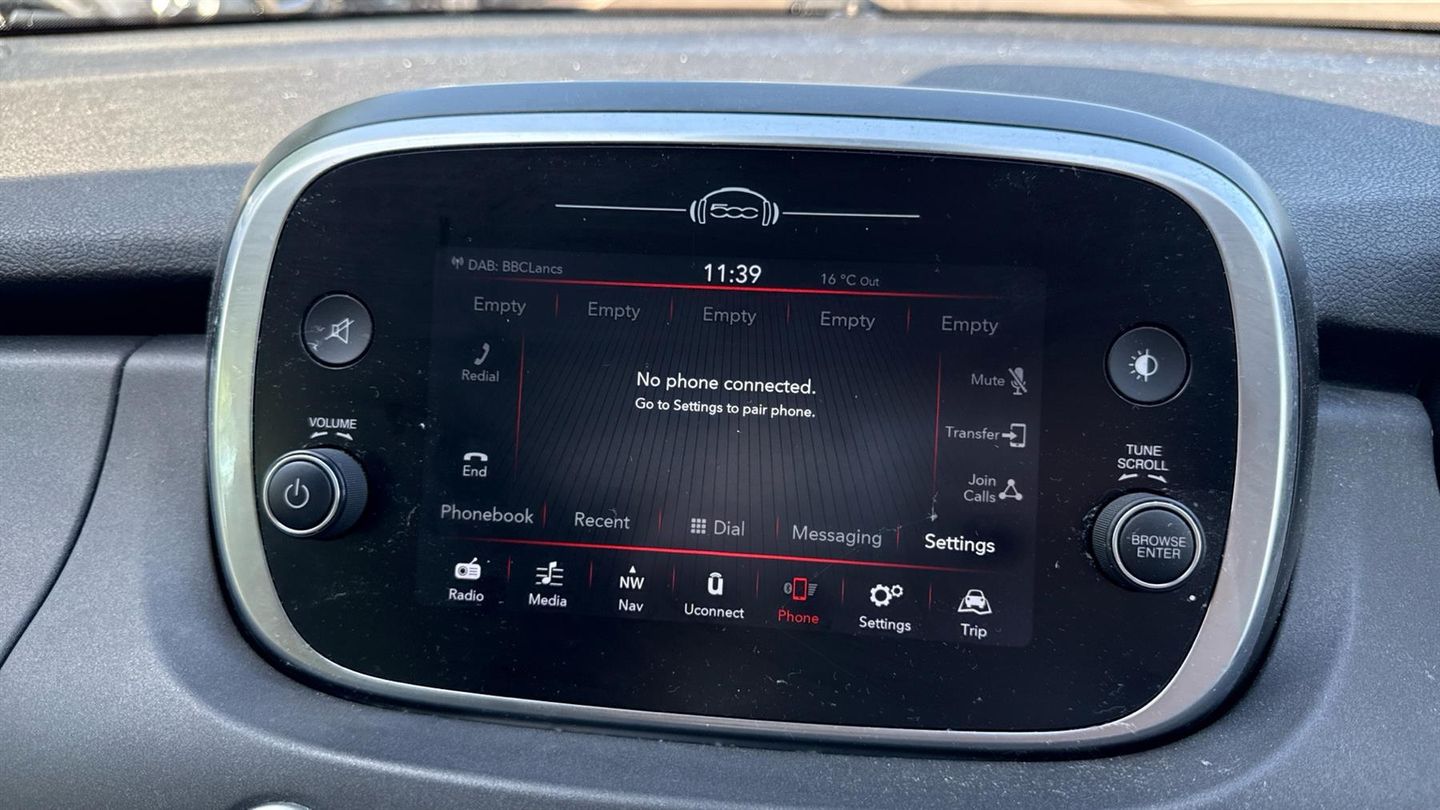 500
DAB: BBCLancs
11:39
16 °C Out
Empty
Empty
Empty
Empty
Empty
Redial
No phone connected.
Go to Settings to pair phone.
Mute
Transfer
VOLUME
TUNE
SCROLL
End
Join
Calls
Phonebook
Recent
Dial
Messaging
Settings
BROWSE
ENTER
Radio
Media
NW
Nav
u
Uconnect
Phone
Settings
Trip